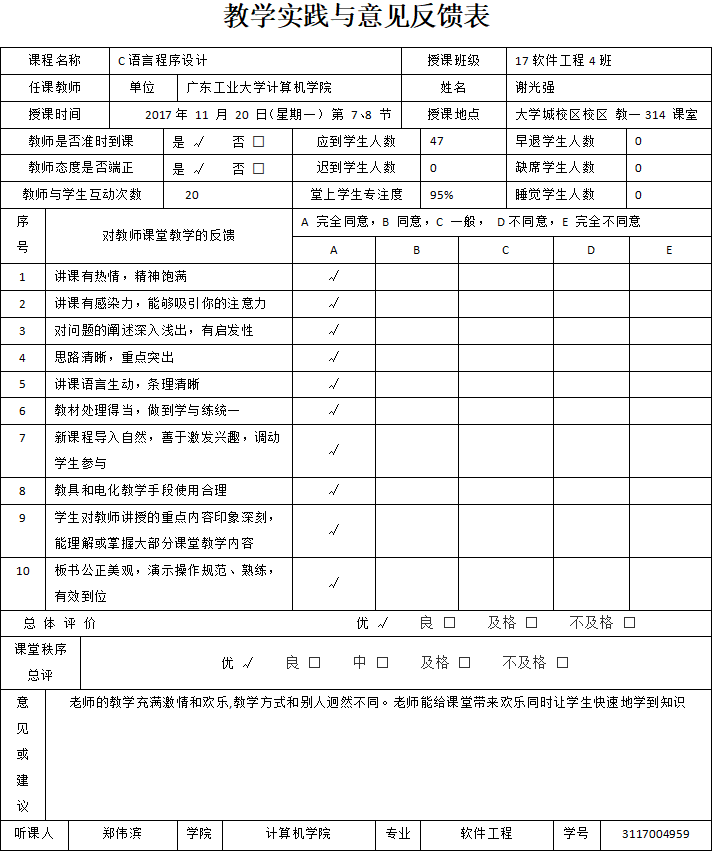 教学实践与意见反馈表
课程名称 C 语言程序设计 授课班级 17 软件工程 4 班
任课教师 单位 广东工业大学计算机学院 姓名 谢光强
授课时间 2017 年 11 月 20 日(星期一) 第 7、8 节 授课地点 大学城校区校区 教一 314 课室
教师是否准时到课 是 √ 否 □ 应到学生人数 47 早退学生人数 0
教师态度是否端正 是 √ 否 □ 迟到学生人数 0 缺席学生人数 0
教师与学生互动次数 20 堂上学生专注度 95% 睡觉学生人数 0
序
号
对教师课堂教学的反馈
A 完全同意，B 同意，C 一般， D 不同意，E 完全不同意
A B C D E
1 讲课有热情，精神饱满 √
2 讲课有感染力，能够吸引你的注意力 √
3 对问题的阐述深入浅出，有启发性 √
4 思路清晰，重点突出 √
5 讲课语言生动，条理清晰 √
6 教材处理得当，做到学与练统一 √
7 新课程导入自然，善于激发兴趣，调动
学生参与 √
8 教具和电化教学手段使用合理 √
9 学生对教师讲授的重点内容印象深刻，
能理解或掌握大部分课堂教学内容 √
10 板书公正美观，演示操作规范、熟练，
有效到位 √
总 体 评 价 优 √ 良 □ 及格 □ 不及格 □
课堂秩序
总评
优 √ 良 □ 中 □ 及格 □ 不及格 □
意
见
或
建
议
老师的教学充满激情和欢乐,教学方式和别人迥然不同。老师能给课堂带来欢乐同时让学生快速地学到知识
听课人 郑伟滨 学院 计算机学院 专业 软件工程 学号 3117004959